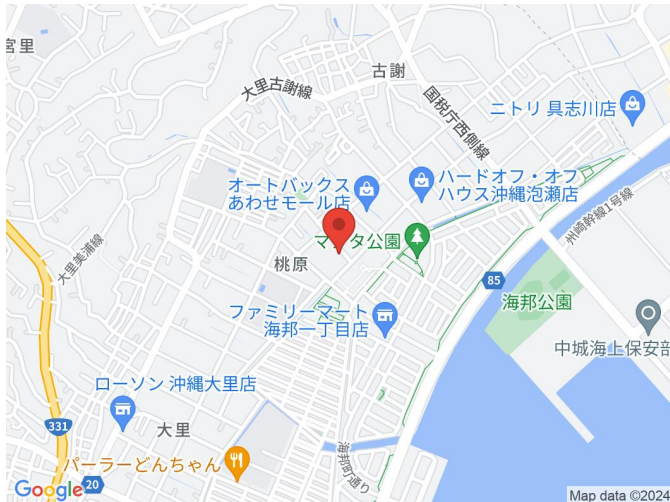 宮里
古謝
大里古謝線
国税庁西側線
ニトリ 具志川店
オートバックス
あわせモール店
ハードオフ・オフ
ハウス沖縄泡瀬店
州崎幹線1号線
大里美浦線
公園
桃原
85
海邦公園
ファミリーマート
海邦一丁目店
中城海上保安部
ローソン 沖縄大里店
331
大里
海邦町通り
パーラーどんちゃん
20
Google
Map data ©2024